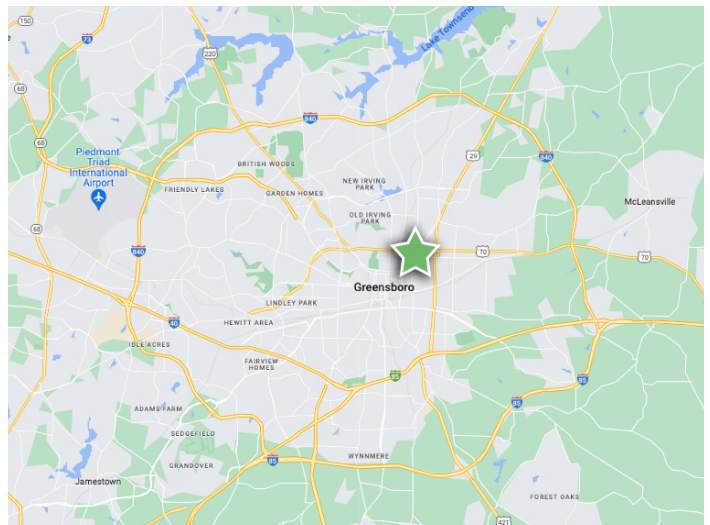 150
73
220
Lake Townsend
68
840
68
29
Piedmont
Triad
International
Airport
BRITISH WOODS
840
NEW IRVING
PARK
FRIENDLY LAKES
GARDEN HOMES
McLeansville
OLD IRVING
PARK
68
840
70
70
Greensboro
LINDLEY PARK
40
HEWITT AREA
IDLE ACRES
FAIRVIEW
HOMES
85
85
85
ADAMS FARM
SEDGEFIELD
WYNNMERE
85
GRANDOVER
Jamestown
FOREST OAKS
421